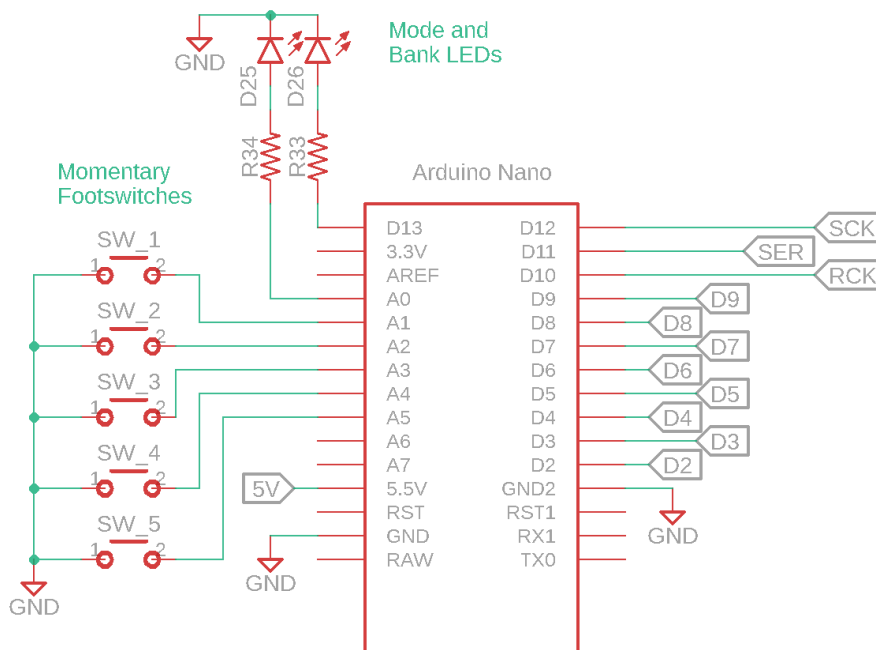 Mode and
Bank LEDs
GND
D25
D26
R34
R33
Momentary
Footswitches
Arduino Nano
SW_1
1 2
SW_2
1 2
SW_3
1 2
SW_4
1 2
SW_5
1 2
GND
D13
3.3V
AREF
A0
A1
A2
A3
A4
A5
A6
A7
5.5V
RST
GND
RAW
5V
GND
D12
D11
D10
D9
D8
D7
D6
D5
D4
D3
D2
GND2
RST1
RX1
TX0
SCK
SER
RCK
D9
D8
D7
D6
D5
D4
D3
D2
GND